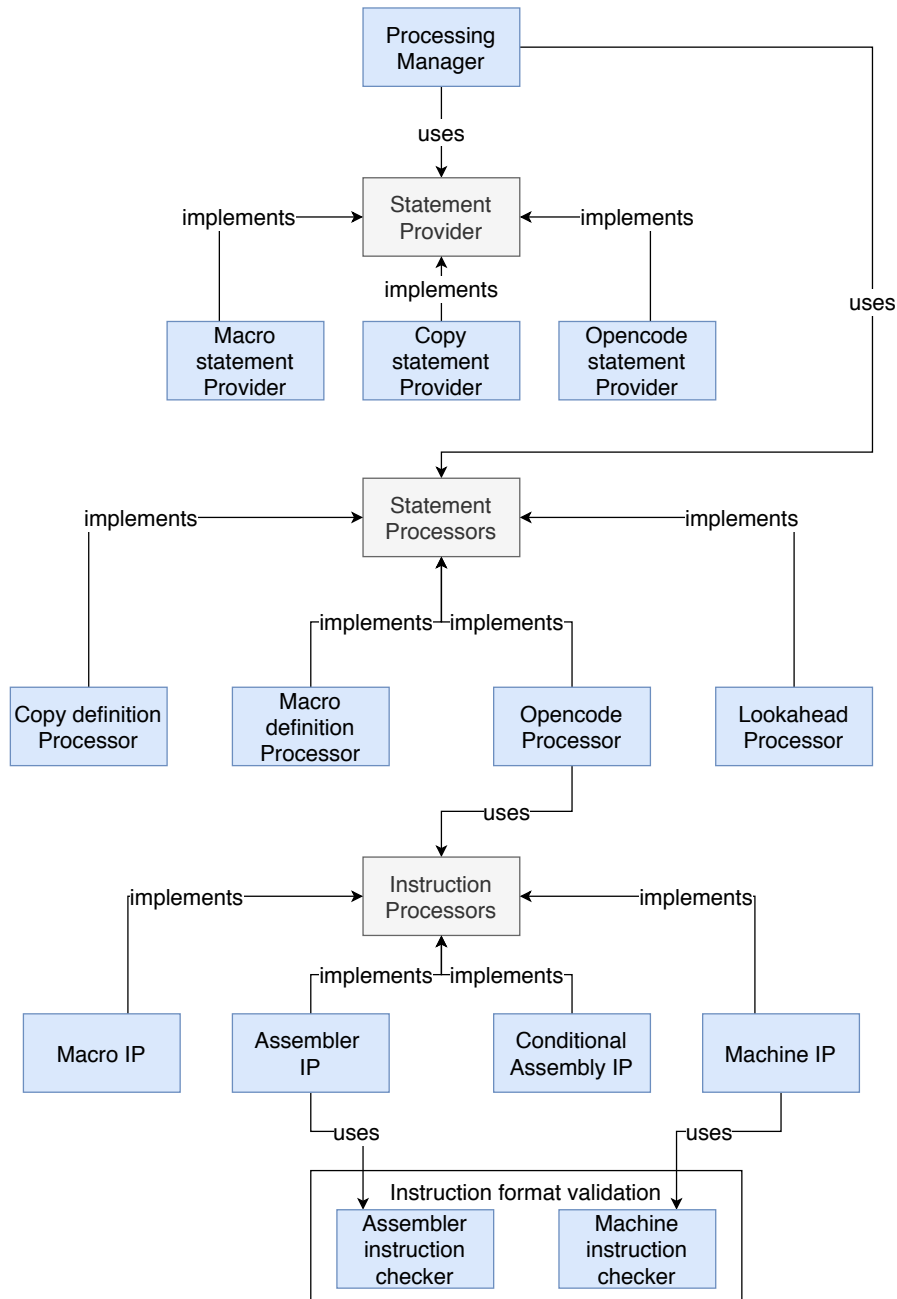 Processing
Manager
uses
Statement
Provider
implements
implements
implements
uses
Macro
statement
Provider
Copy
statement
Provider
Opencode
statement
Provider
Statement
Processors
implements
implements
implements
implements
Copy definition
Processor
Macro
definition
Processor
Opencode
Processor
Lookahead
Processor
uses
Instruction
Processors
implements
implements
implements
implements
Macro IP
Assembler
IP
Conditional
Assembly IP
Machine IP
uses
uses
Instruction format validation
Assembler
instruction
checker
Machine
instruction
checker